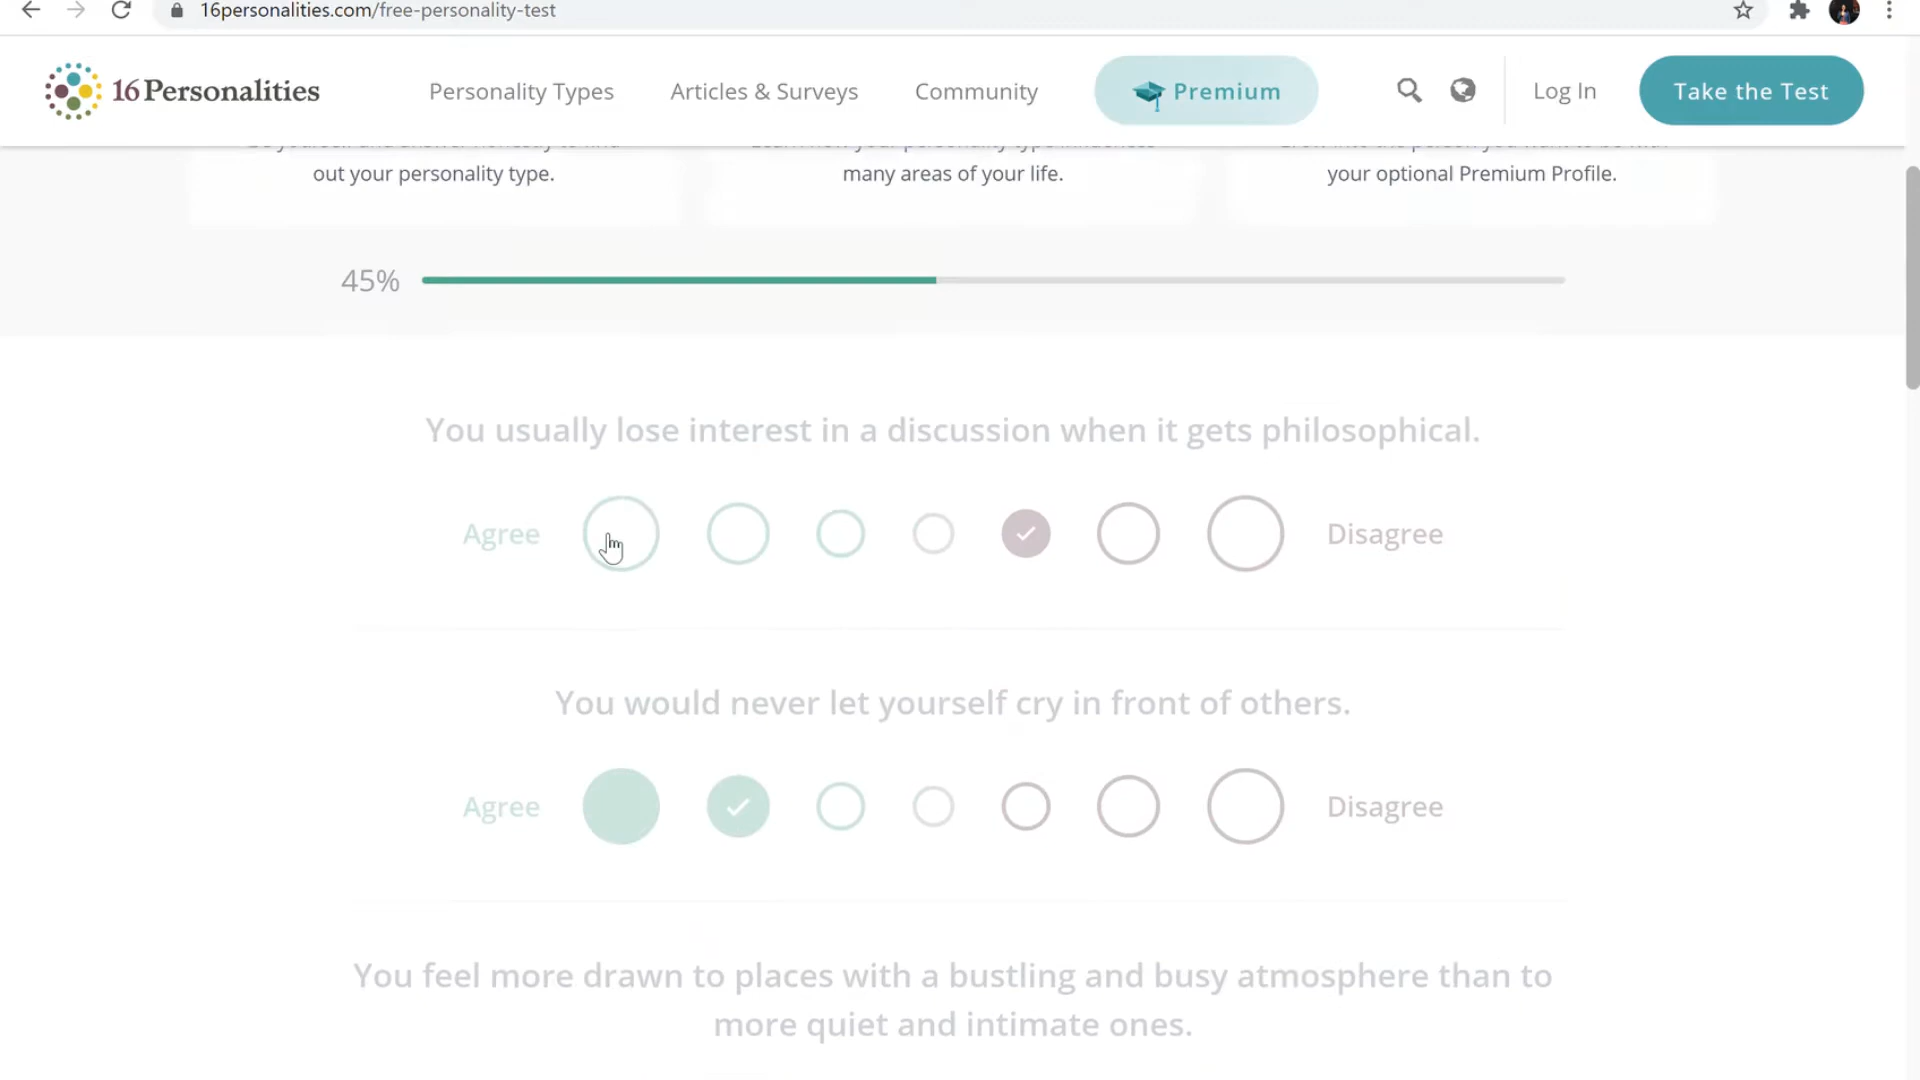 16personalities.com/free-personality-test
16Personalities
Personality Types
Articles & Surveys
Community
Premium
Log In
Take the Test
out your personality type.
many areas of your life.
your optional Premium Profile.
45%
You usually lose interest in a discussion when it gets philosophical.
Agree
Disagree
You would never let yourself cry in front of others.
Agree
Disagree
You feel more drawn to places with a bustling and busy atmosphere than to
more quiet and intimate ones.